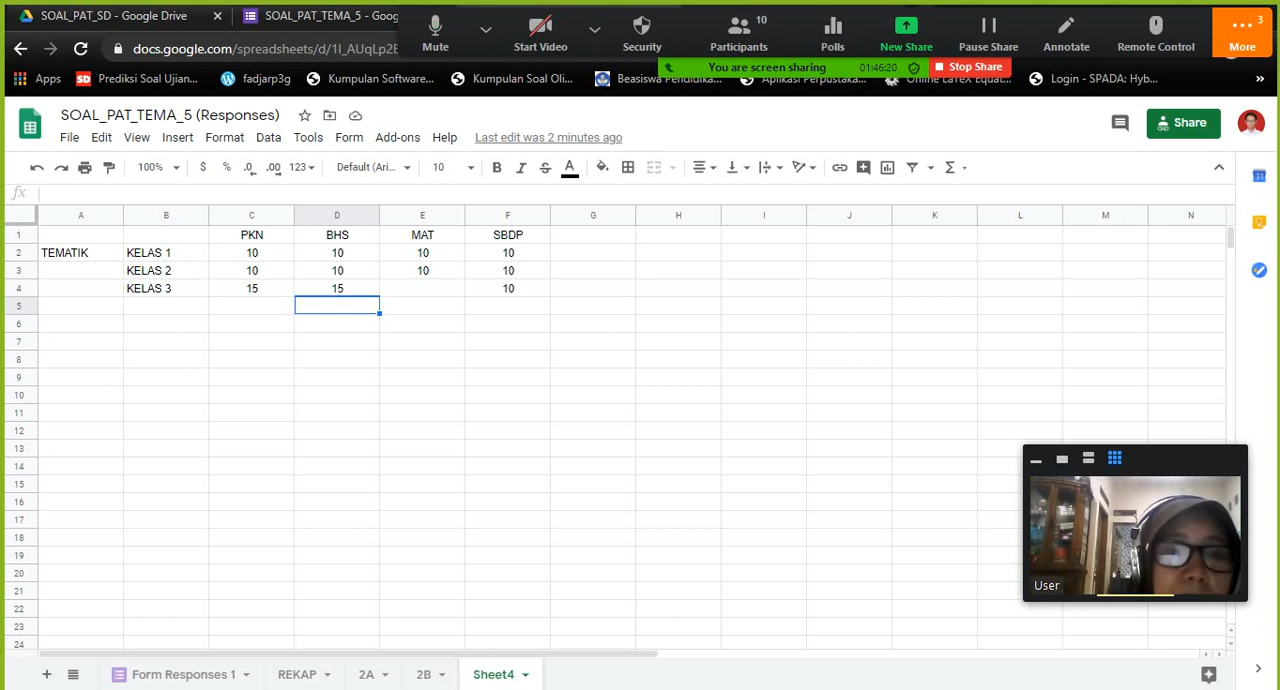 SOAL_PAT_SD - Google Drive
SOAL_PAT_TEMA_5 - Goog
Mute
Start Video
Security
10
Participants
Polls
New Share
Pause Share
Annotate
Remote Control
3
More
docs.google.com/spreadsheets/d/1I_AUqLp2E
You are screen sharing
01:46:20
Stop Share
Apps
Prediksi Soal Ujian...
fadjarp3g
Kumpulan Software...
Kumpulan Soal Oli...
Beasiswa Pendidika...
Aplikasi Perpustaka...
Online LaTeX Equat...
Login - SPADA: Hyb...
»
SOAL_PAT_TEMA_5 (Responses)
File Edit View Insert Format Data Tools Form Add-ons Help Last edit was 2 minutes ago
Share
100% $ % .0 .00 123 Default (Ari... 10 B I S A Σ
fx
A B C D E F G H I J K L M N
1 PKN BHS MAT SBDP
2 TEMATIK KELAS 1 10 10 10 10
3 KELAS 2 10 10 10 10
4 KELAS 3 15 15 10
5
6
7
8
9
10
11
12
13
14
15
16
17
18
19
20
21
22
23
24
User
Form Responses 1
REKAP
2A
2B
Sheet4